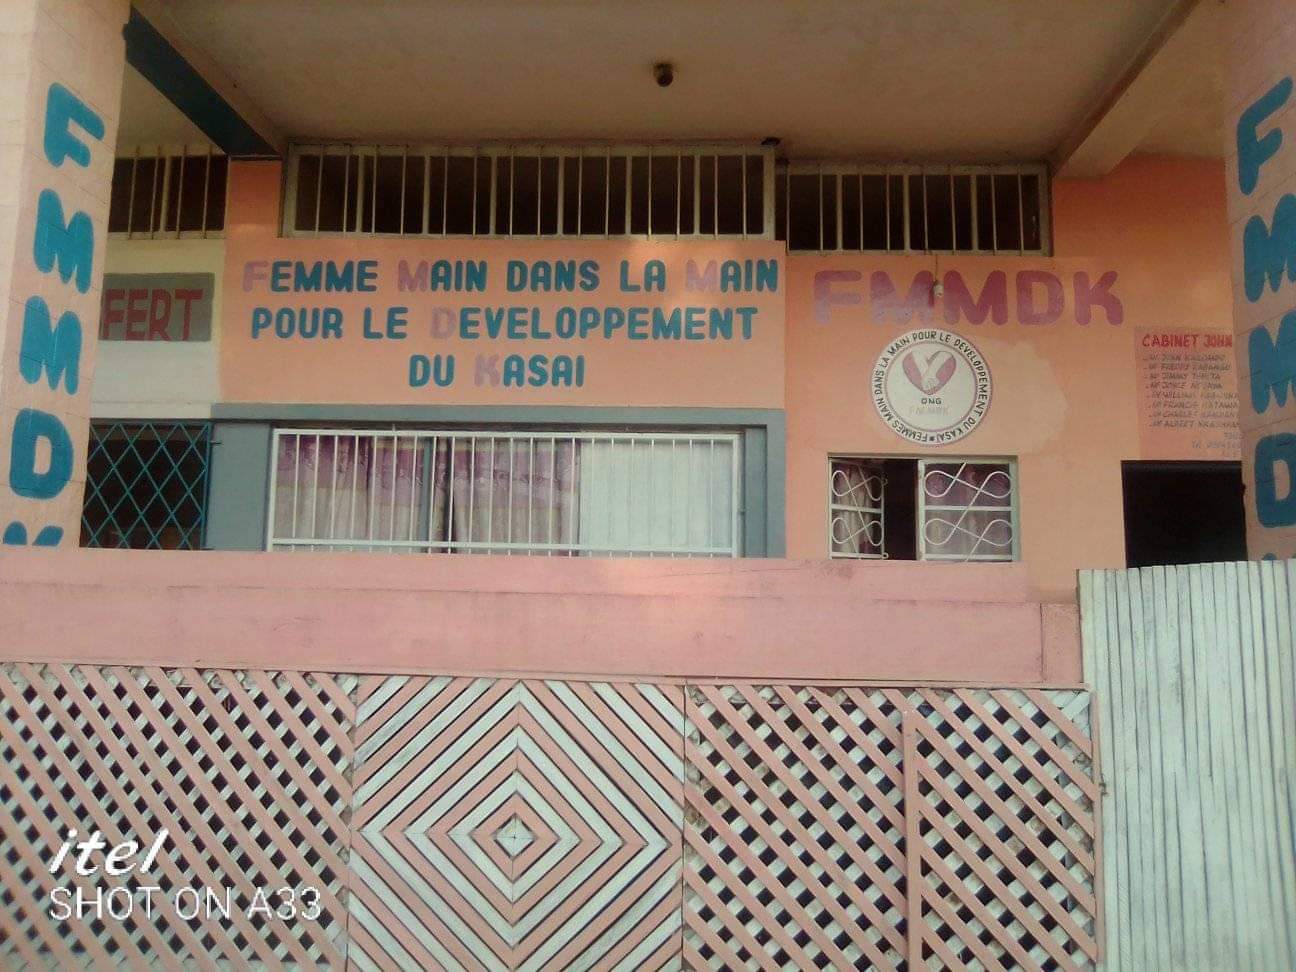 FMMDK
FERT
FEMME MAIN DANS LA MAIN
POUR LE DEVELOPPEMENT
DU KASAI
FMMDK
FEMMES MAIN DANS LA MAIN POUR LE DEVELOPPEMENT DU KASAI
ONG
FMMDK
CABINET JOHN
FMMD
itel
SHOT ON A33